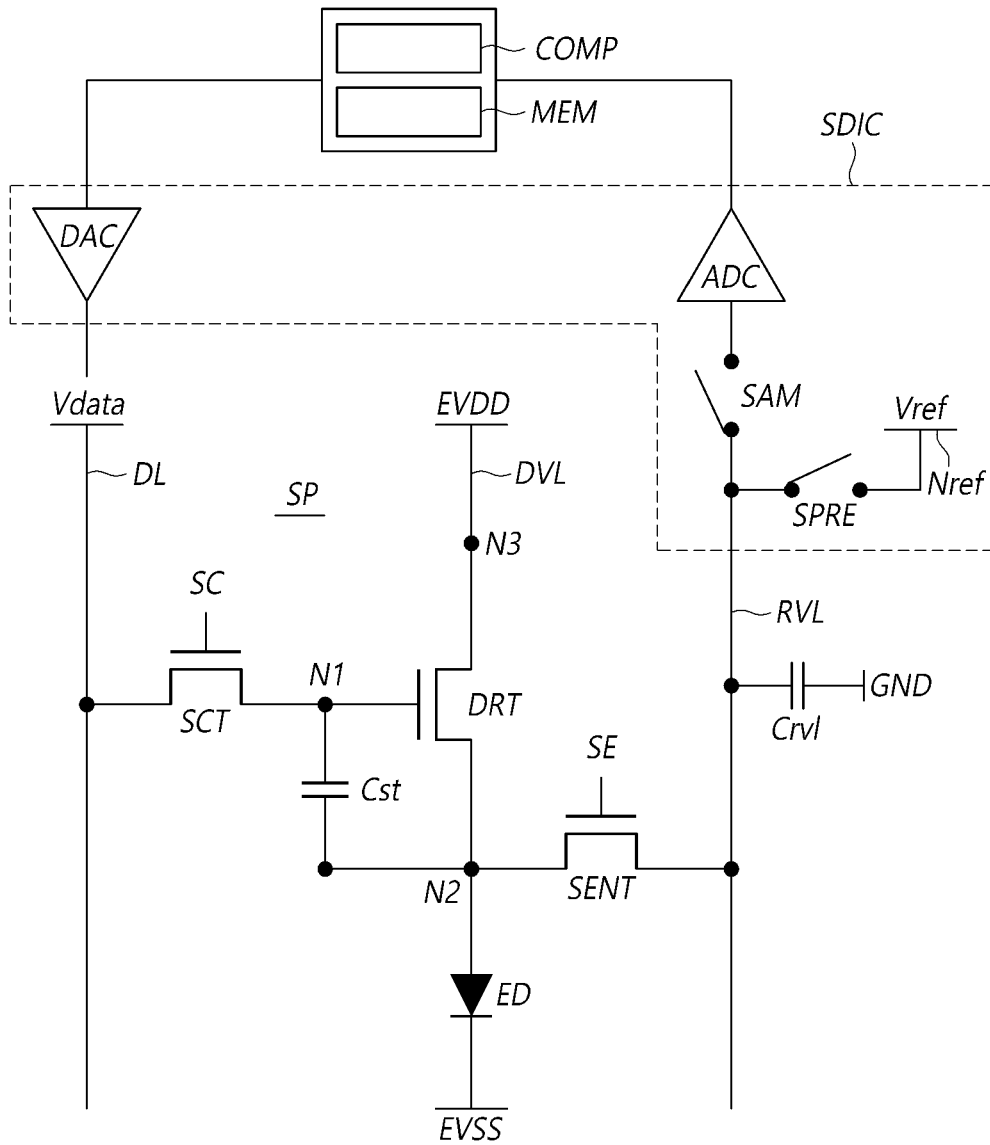 COMP
MEM
SDIC
DAC
ADC
SAM
Vdata
EVDD
Vref
DL
DVL
Nref
SP
SPRE
N3
SC
RVL
N1
DRT
GND
SCT
Crvl
SE
Cst
N2
SENT
ED
EVSS